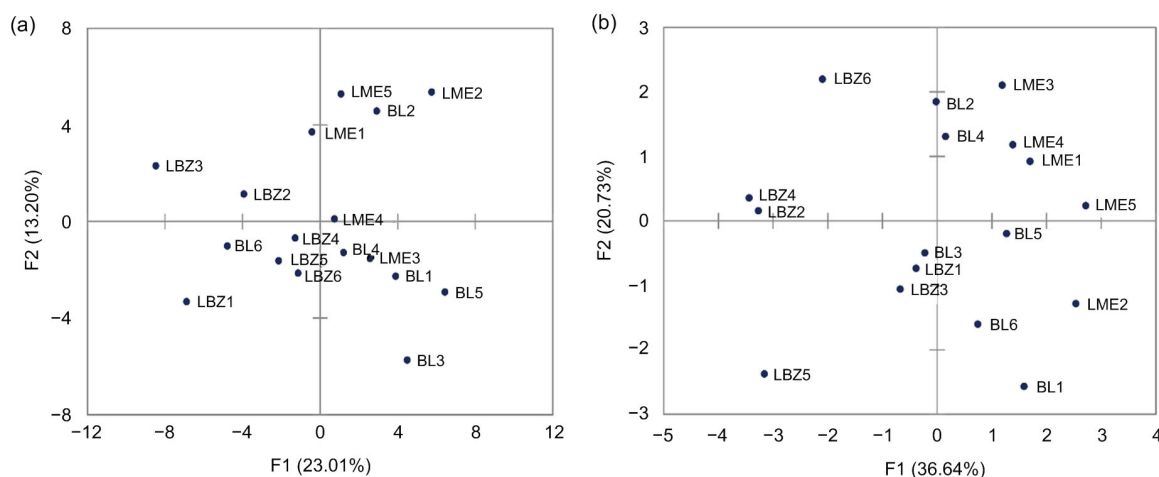 (a)
8
4
0
−4
−8
F2 (13.20%)
LME5
LME2
BL2
LME1
LBZ3
LBZ2
LME4
LBZ4
BL6
BL4
LBZ5
LME3
LBZ6
BL1
BL5
LBZ1
BL3
−12
−8
−4
0
4
8
12
F1 (23.01%)
(b)
3
2
1
0
−1
−2
−3
F2 (20.73%)
LBZ6
LME3
BL2
BL4
LME4
LME1
LBZ4
LBZ2
LME5
BL5
BL3
LBZ1
LBZ3
LME2
BL6
LBZ5
BL1
−5
−4
−3
−2
−1
0
1
2
3
4
F1 (36.64%)